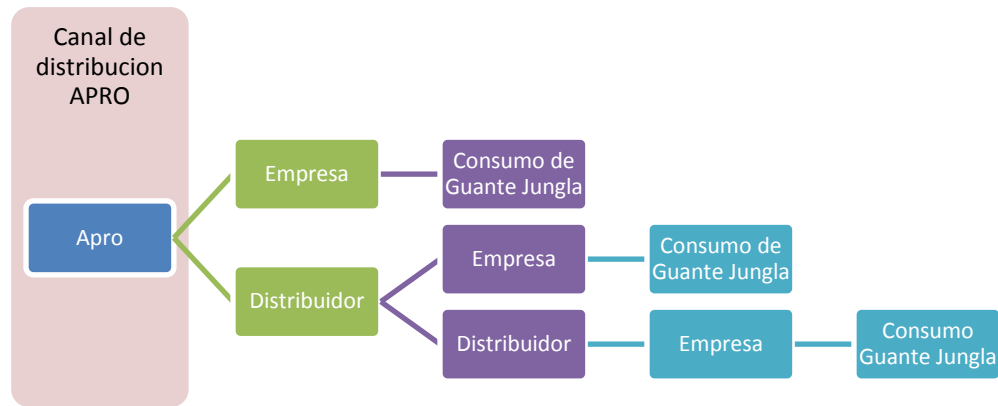 Canal de
distribucion
APRO
Apro
Empresa
Consumo de
Guante Jungla
Distribuidor
Empresa
Consumo de
Guante Jungla
Distribuidor
Empresa
Consumo
Guante Jungla